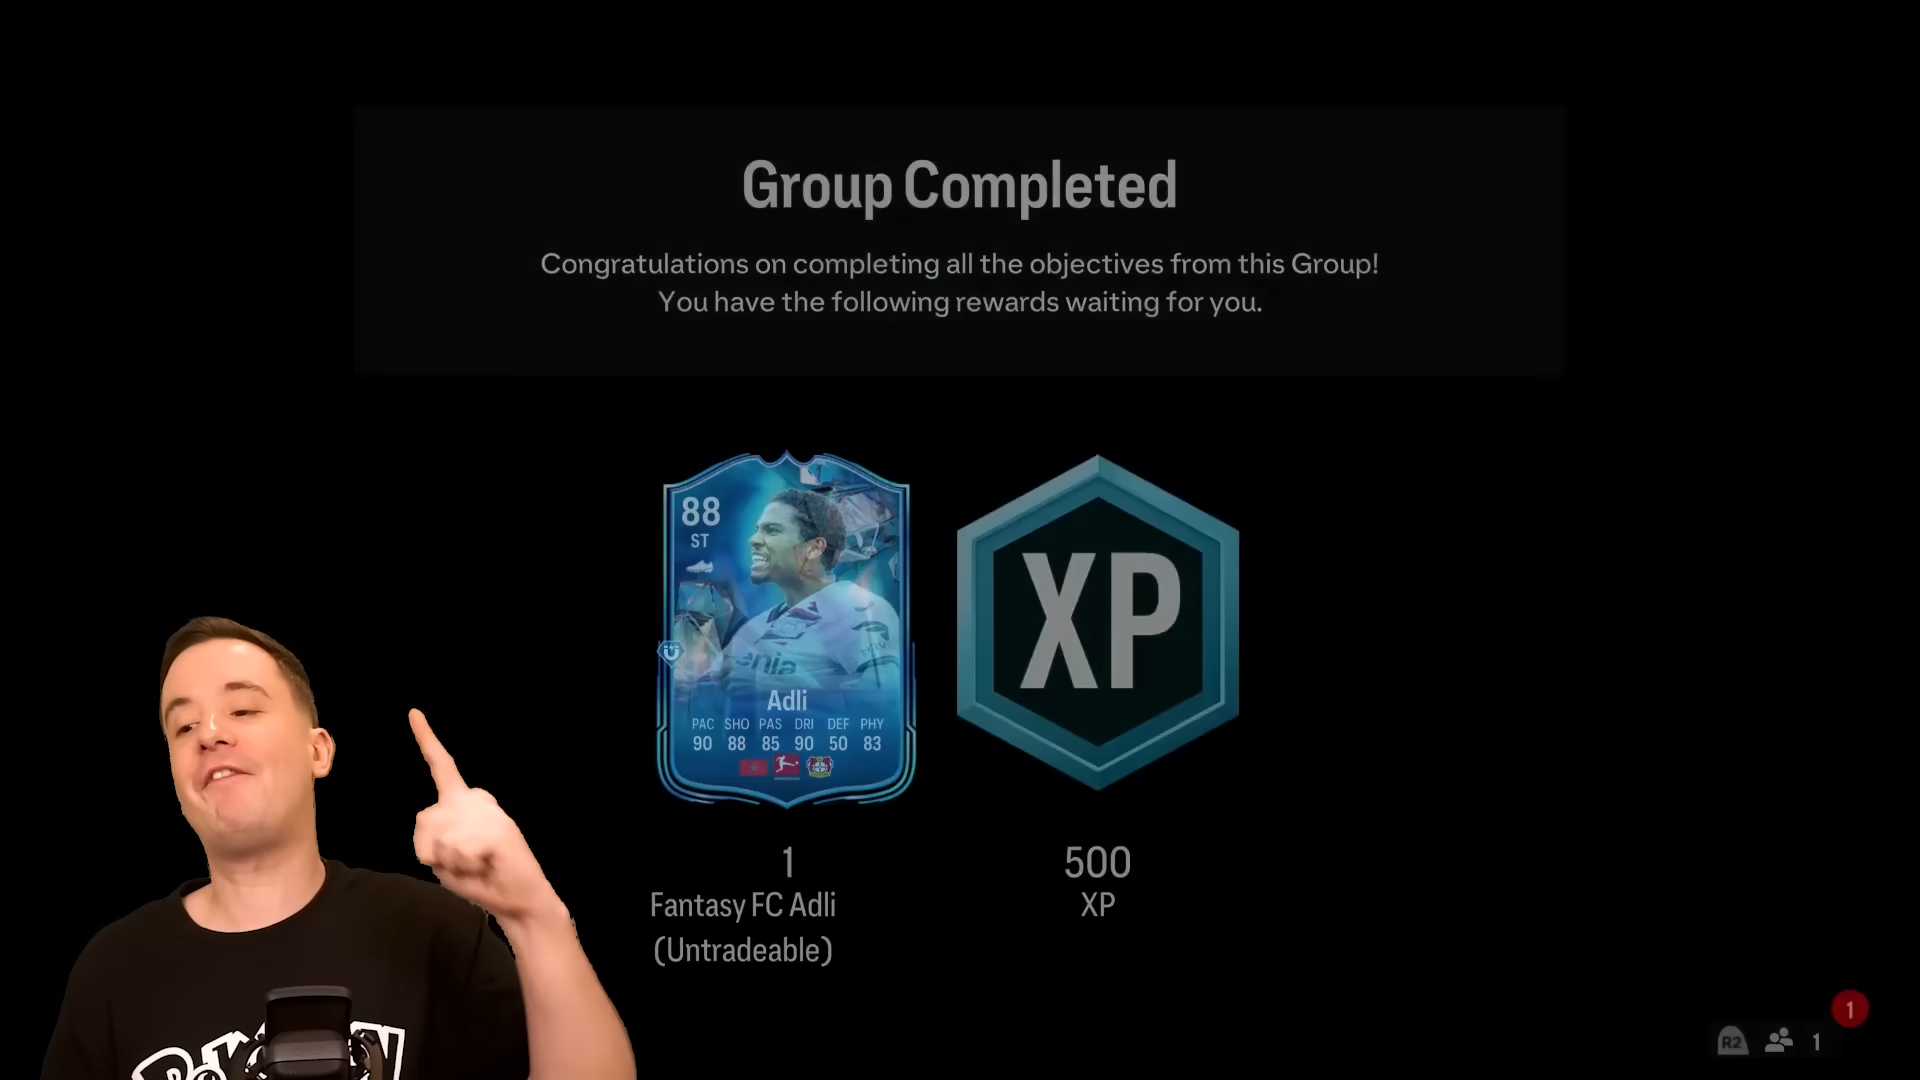 Group Completed
Congratulations on completing all the objectives from this Group!
You have the following rewards waiting for you.
88
ST
Adli
PAC SHO PAS DRI DEF PHY
90 88 85 90 50 83
XP
1
Fantasy FC Adli
(Untradeable)
500
XP
1
R2
1